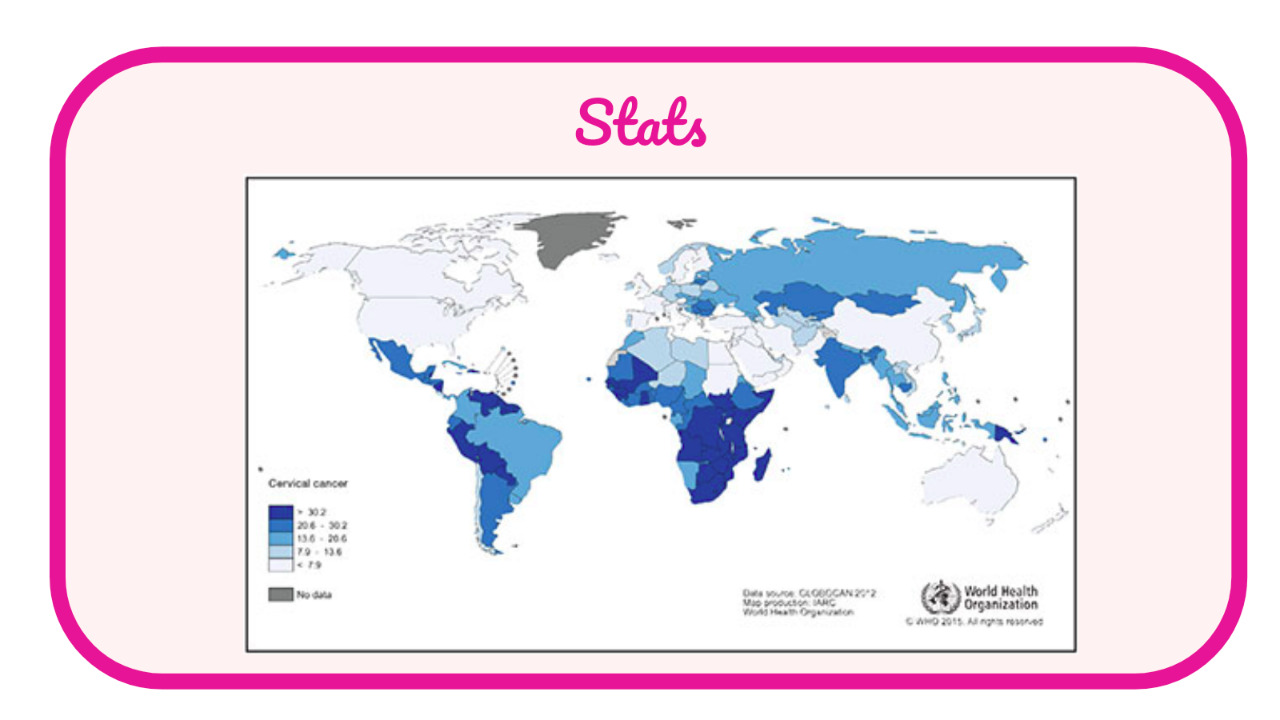 Stats
Cervical cancer
> 30.2
20.6 - 30.2
13.6 - 20.6
7.9 - 13.6
< 7.9
No data
Data source: GLOBOCAN 2012
Map production: IARC
World Health Organization
World Health
Organization
© WHO 2015. All rights reserved